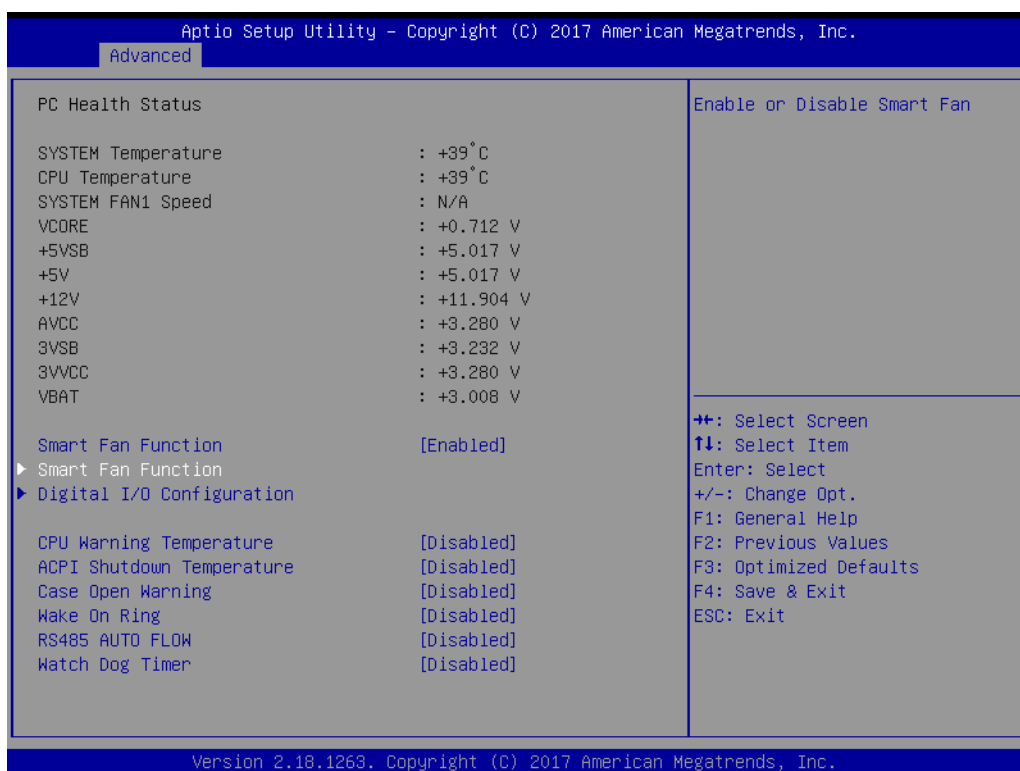 Aptio Setup Utility – Copyright (C) 2017 American Megatrends, Inc.
Advanced
PC Health Status
SYSTEM Temperature : +39°C
CPU Temperature : +39°C
SYSTEM FAN1 Speed : N/A
VCORE : +0.712 V
+5VSB : +5.017 V
+5V : +5.017 V
+12V : +11.904 V
AVCC : +3.280 V
3VSB : +3.232 V
3VVCC : +3.280 V
VBAT : +3.008 V
Smart Fan Function [Enabled]
Smart Fan Function
Digital I/O Configuration
CPU Warning Temperature [Disabled]
ACPI Shutdown Temperature [Disabled]
Case Open Warning [Disabled]
Wake On Ring [Disabled]
RS485 AUTO FLOW [Disabled]
Watch Dog Timer [Disabled]
Enable or Disable Smart Fan
→←: Select Screen
↑↓: Select Item
Enter: Select
+/-: Change Opt.
F1: General Help
F2: Previous Values
F3: Optimized Defaults
F4: Save & Exit
ESC: Exit
Version 2.18.1263. Copyright (C) 2017 American Megatrends, Inc.